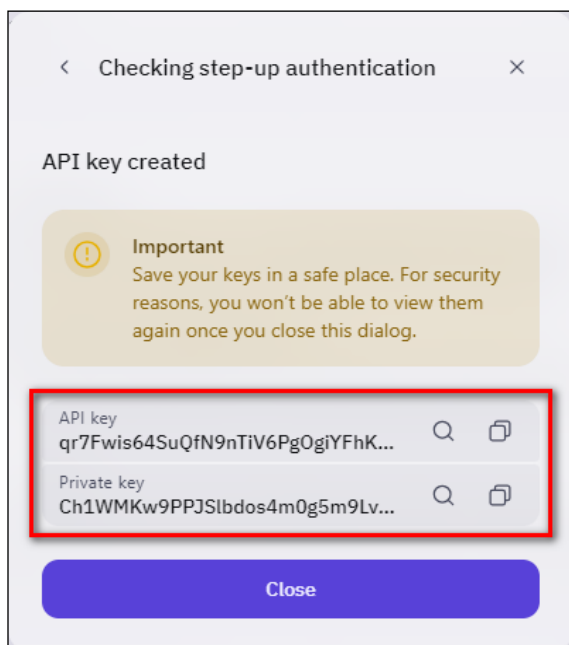 Checking step-up authentication
API key created
Important
Save your keys in a safe place. For security
reasons, you won't be able to view them
again once you close this dialog.
API key
qr7Fwis64SuQfN9nTiV6PgOgiYFhK...
Private key
Ch1WMKw9PPJSlbdos4m0g5m9Lv...
Close